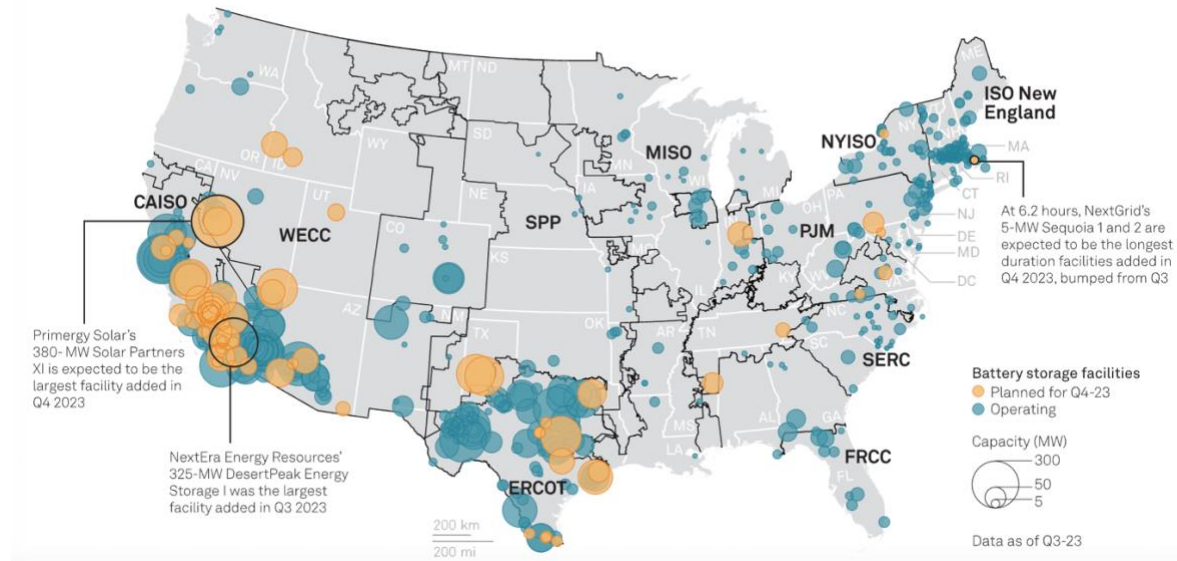 WA
MT
ND
ME
ISO New
England
OR
ID
WY
SD
MN
WI
MISO
MI
NYISO
NY
NH
MA
RI
CT
CA
NV
CAISO
UT
NE
IA
SPP
WECC
CO
OH
PA
PJM
NJ
DE
MD
DC
At 6.2 hours, NextGrid's
5-MW Sequoia 1 and 2 are
expected to be the longest
duration facilities added in
Q4 2023, bumped from Q3
KS
IL
KY
WV
VA
Primergy Solar's
380- MW Solar Partners
XI is expected to be the
largest facility added in
Q4 2023
AZ
NM
TX
OK
AR
TN
NC
SC
SERC
NextEra Energy Resources'
325-MW DesertPeak Energy
Storage I was the largest
facility added in Q3 2023
MS
AL
GA
LA
ERCOT
FRCC
FL
200 km
200 mi
Battery storage facilities
Planned for Q4-23
Operating
Capacity (MW)
300
50
5
Data as of Q3-23